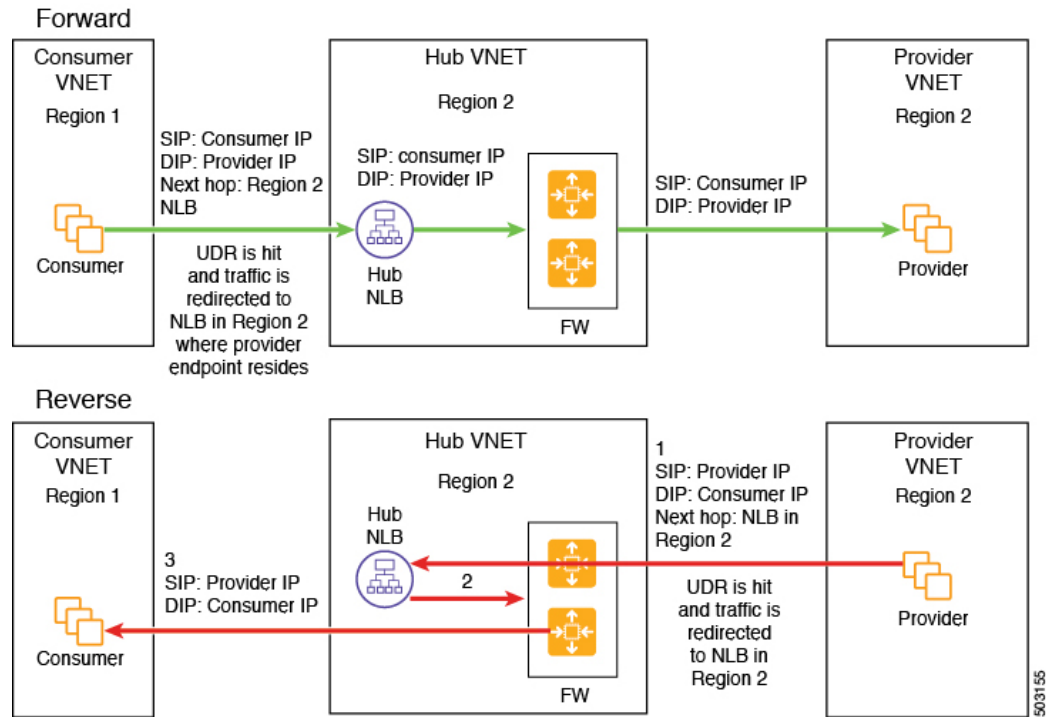 Forward
Consumer
VNET
Region 1
SIP: Consumer IP
DIP: Provider IP
Next hop: Region 2
NLB
Consumer
UDR is hit
and traffic is
redirected to
NLB in Region 2
where provider
endpoint resides
Hub VNET
Region 2
SIP: consumer IP
DIP: Provider IP
Hub
NLB
FW
SIP: Consumer IP
DIP: Provider IP
Provider
VNET
Region 2
Provider
Reverse
Consumer
VNET
Region 1
3
SIP: Provider IP
DIP: Consumer IP
Consumer
Hub VNET
Region 2
Hub
NLB
2
FW
1
SIP: Provider IP
DIP: Consumer IP
Next hop: NLB in
Region 2
UDR is hit
and traffic is
redirected
to NLB in
Region 2
Provider
VNET
Region 2
Provider
503155